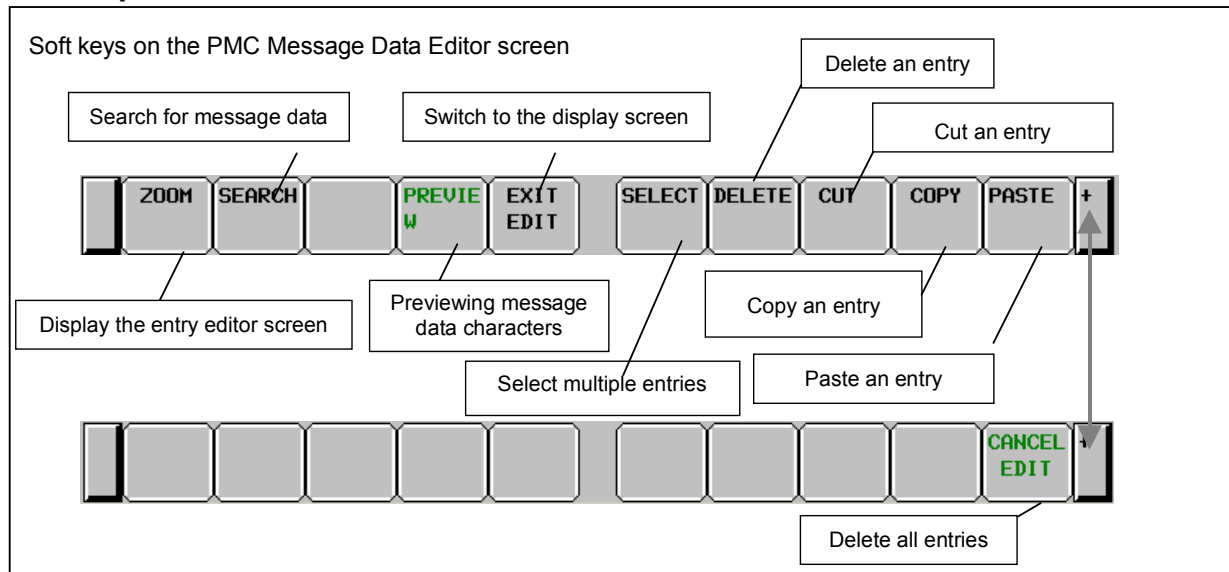 Soft keys on the PMC Message Data Editor screen
Delete an entry
Search for message data
Switch to the display screen
Cut an entry
ZOOM
SEARCH
PREVIE
W
EXIT
EDIT
SELECT
DELETE
CUT
COPY
PASTE
+
Display the entry editor screen
Previewing message
data characters
Copy an entry
Select multiple entries
Paste an entry
CANCEL
EDIT
+
Delete all entries